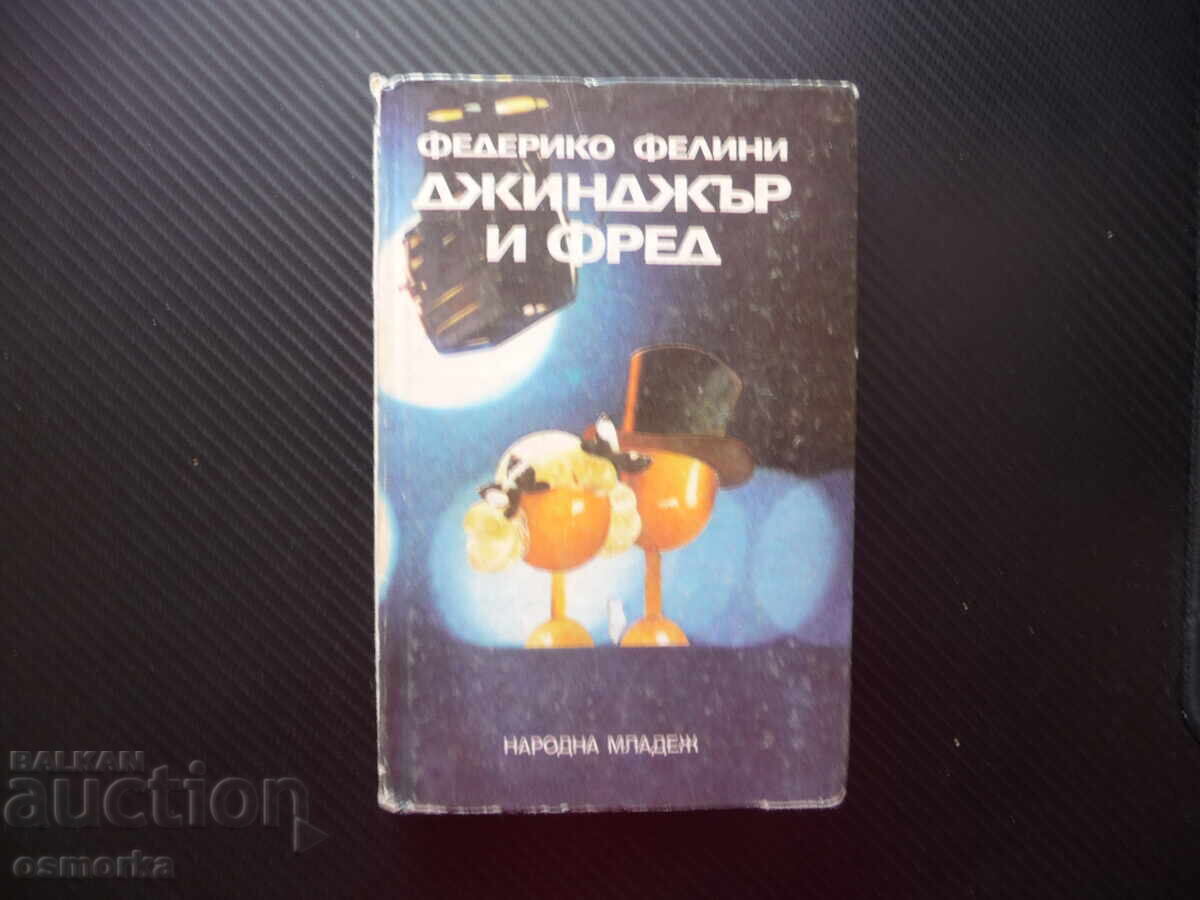 ФЕДЕРИКО ФЕЛИНИ
ДЖИНДЖЪР
И ФРЕД
НАРОДНА МЛАДЕЖ
BALKAN
auction
osmorka